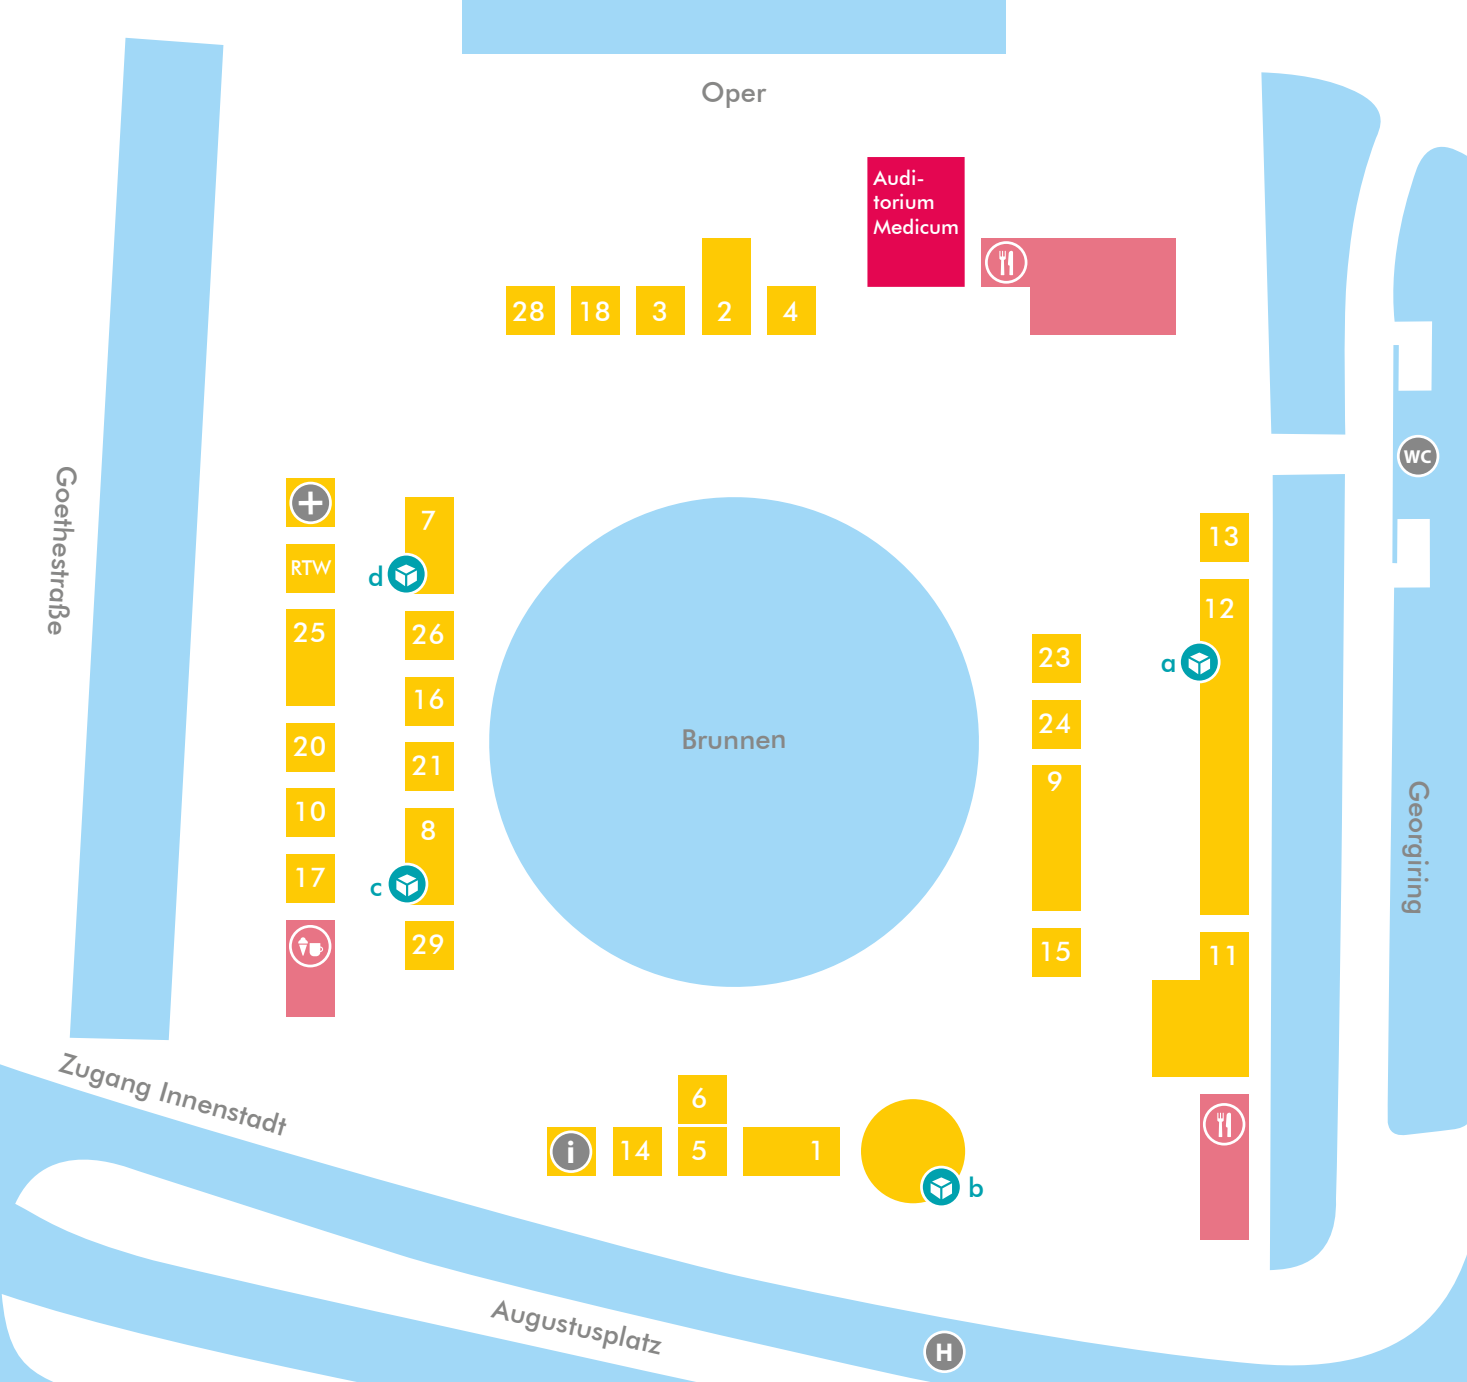 Oper
Audi-
torium
Medicum
28 18 3 2 4
WC
Goethestraße
7
13
RTW
d
12
25
26
23
a
16
24
20
Brunnen
21
9
10
8
Georgiring
17
c
29
15
11
Zugang Innenstadt
6
i 14 5 1
b
Augustusplatz
H